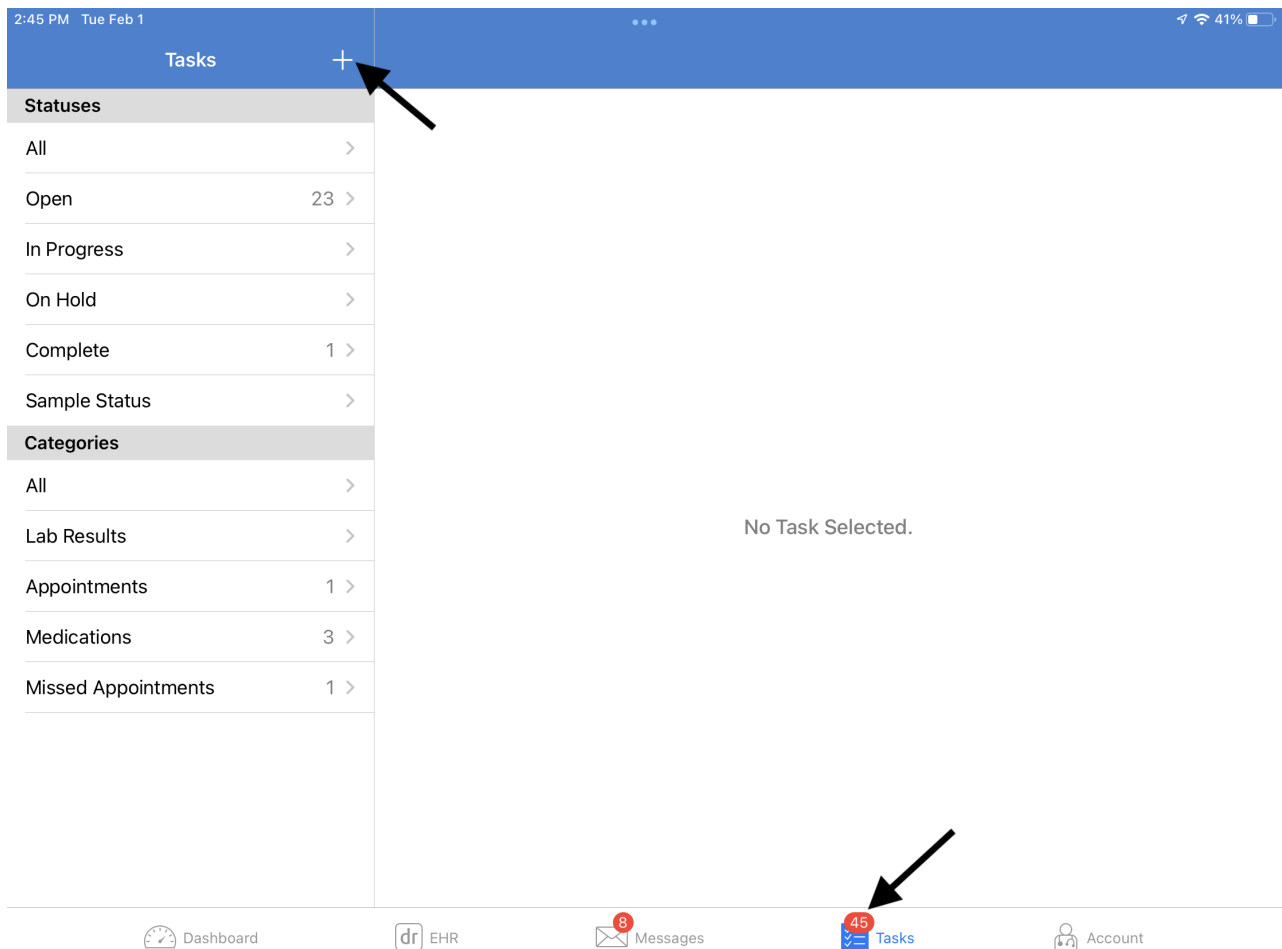 2:45 PM Tue Feb 1
41%
Tasks
Statuses
All
Open 23
In Progress
On Hold
Complete 1
Sample Status
Categories
All
Lab Results
Appointments 1
Medications 3
Missed Appointments 1
No Task Selected.
Dashboard
dr EHR
8 Messages
45 Tasks
Account